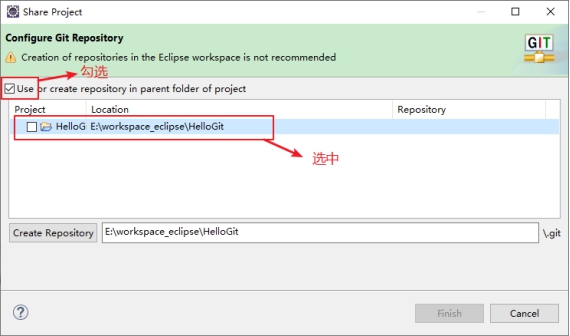 Share Project
Configure Git Repository
Creation of repositories in the Eclipse workspace is not recommended
GIT
勾选
Use or create repository in parent folder of project
Project Location Repository
HelloG E:\workspace_eclipse\HelloGit
选中
Create Repository E:\workspace_eclipse\HelloGit \.git
? Finish Cancel